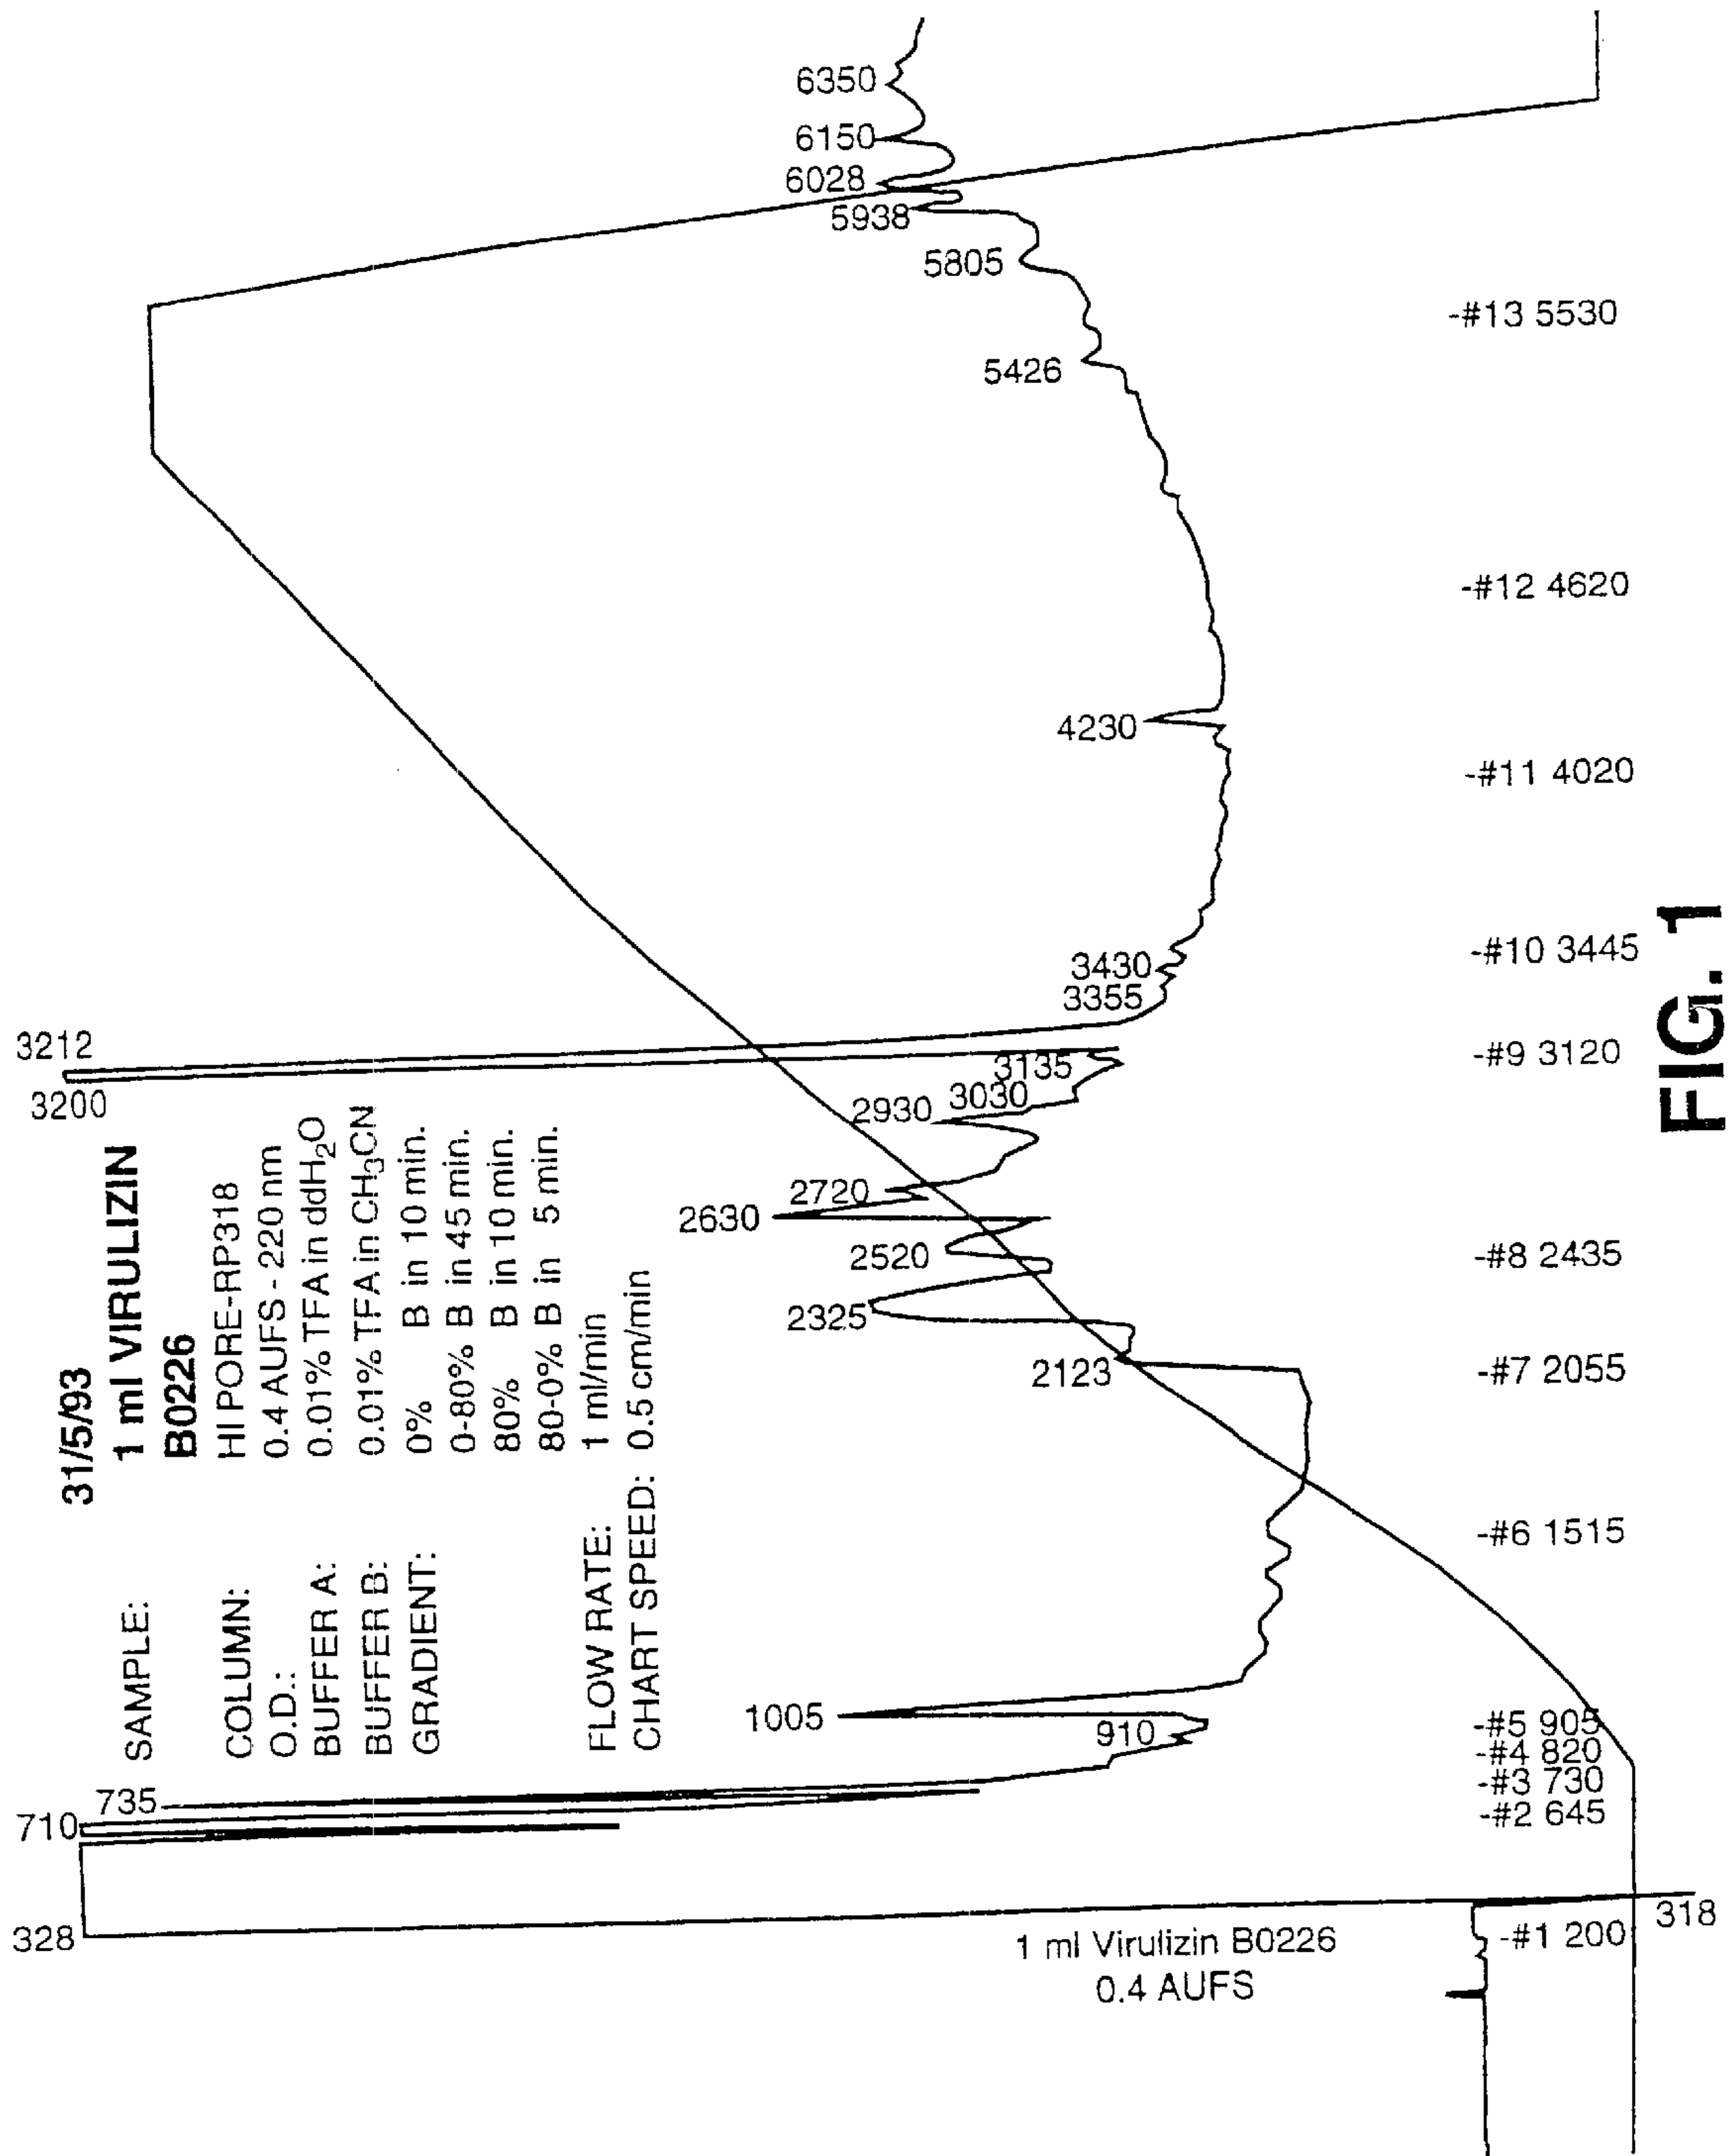 31/5/93
SAMPLE: 1 ml VIRULIZIN
B0226
COLUMN: HI PORE-RP318
O.D.: 0.4 AUFS - 220 nm
BUFFER A: 0.01% TFA in ddH₂O
BUFFER B: 0.01% TFA in CH₃CN
GRADIENT: 0% B in 10 min.
0-80% B in 45 min.
80% B in 10 min.
80-0% B in 5 min.
FLOW RATE: 1 ml/min
CHART SPEED: 0.5 cm/min
328
710
735
910
1005
2123
2325
2520
2630
2720
2930
3030
3135
3200
3212
3355
3430
4230
5426
5805
5938
6028
6150
6350
1 ml Virulizin B0226
0.4 AUFS
318
-#1 200
-#2 645
-#3 730
-#4 820
-#5 905
-#6 1515
-#7 2055
-#8 2435
-#9 3120
-#10 3445
-#11 4020
-#12 4620
-#13 5530
FIG. 1